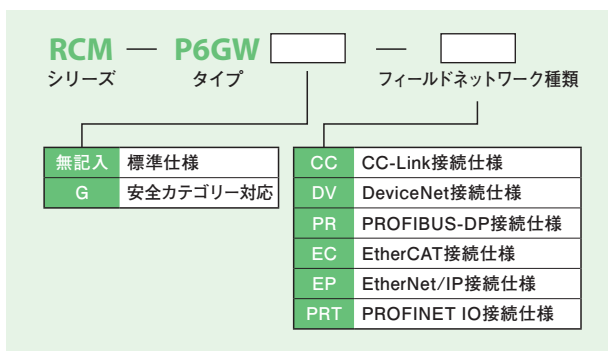 RCM — P6GW □ — □
シリーズ タイプ フィールドネットワーク種類
無記入 標準仕様
G 安全カテゴリー対応
CC CC-Link接続仕様
DV DeviceNet接続仕様
PR PROFIBUS-DP接続仕様
EC EtherCAT接続仕様
EP EtherNet/IP接続仕様
PRT PROFINET IO接続仕様